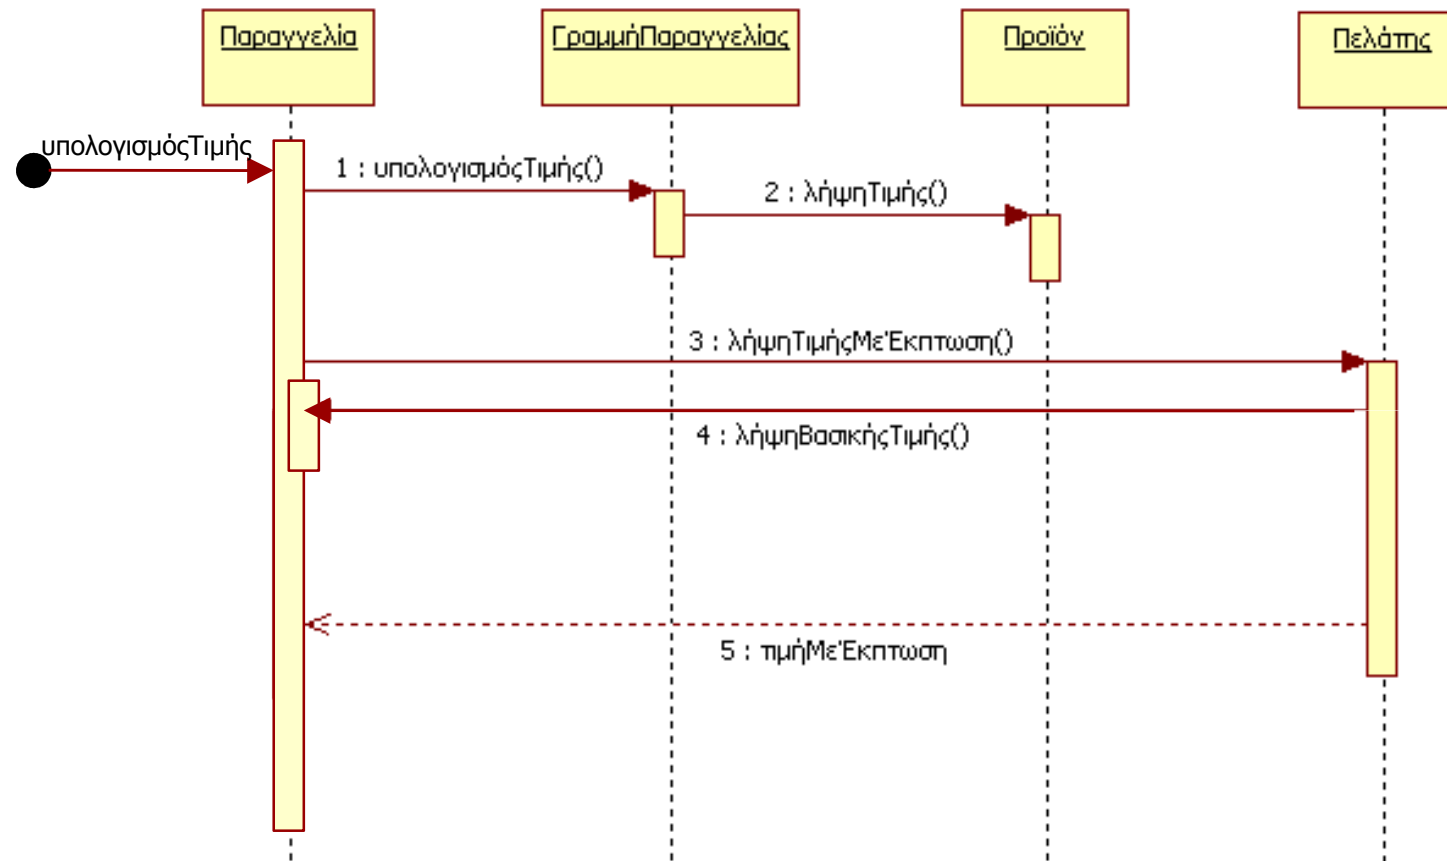 Παραγγελία
ΓραμμήΠαραγγελίας
Προϊόν
Πελάτης
υπολογισμόςΤιμής
1 : υπολογισμόςΤιμής()
2 : λήψηΤιμής()
3 : λήψηΤιμήςΜεΈκπτωση()
4 : λήψηΒασικήςΤιμής()
5 : τιμήΜεΈκπτωση